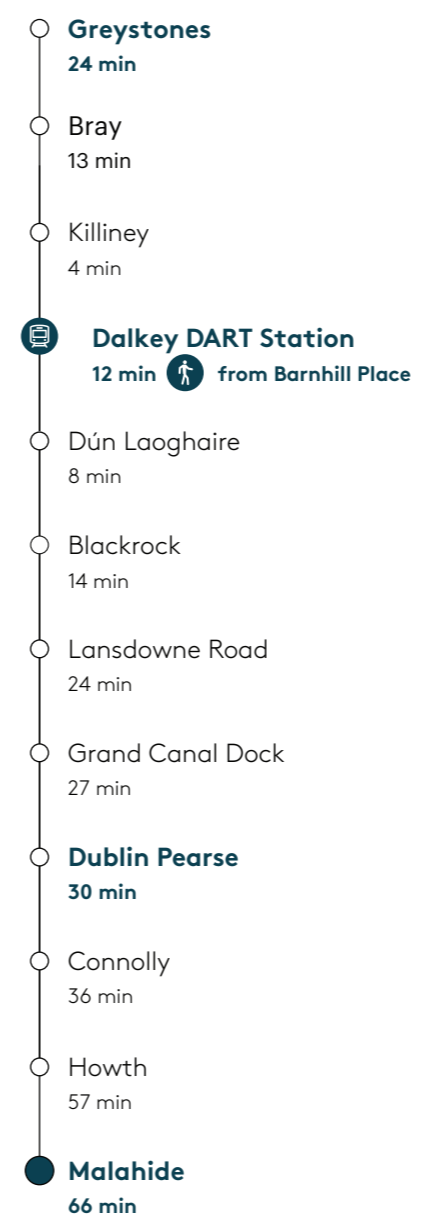 Greystones
24 min
Bray
13 min
Killiney
4 min
Dalkey DART Station
12 min from Barnhill Place
Dún Laoghaire
8 min
Blackrock
14 min
Lansdowne Road
24 min
Grand Canal Dock
27 min
Dublin Pearse
30 min
Connolly
36 min
Howth
57 min
Malahide
66 min